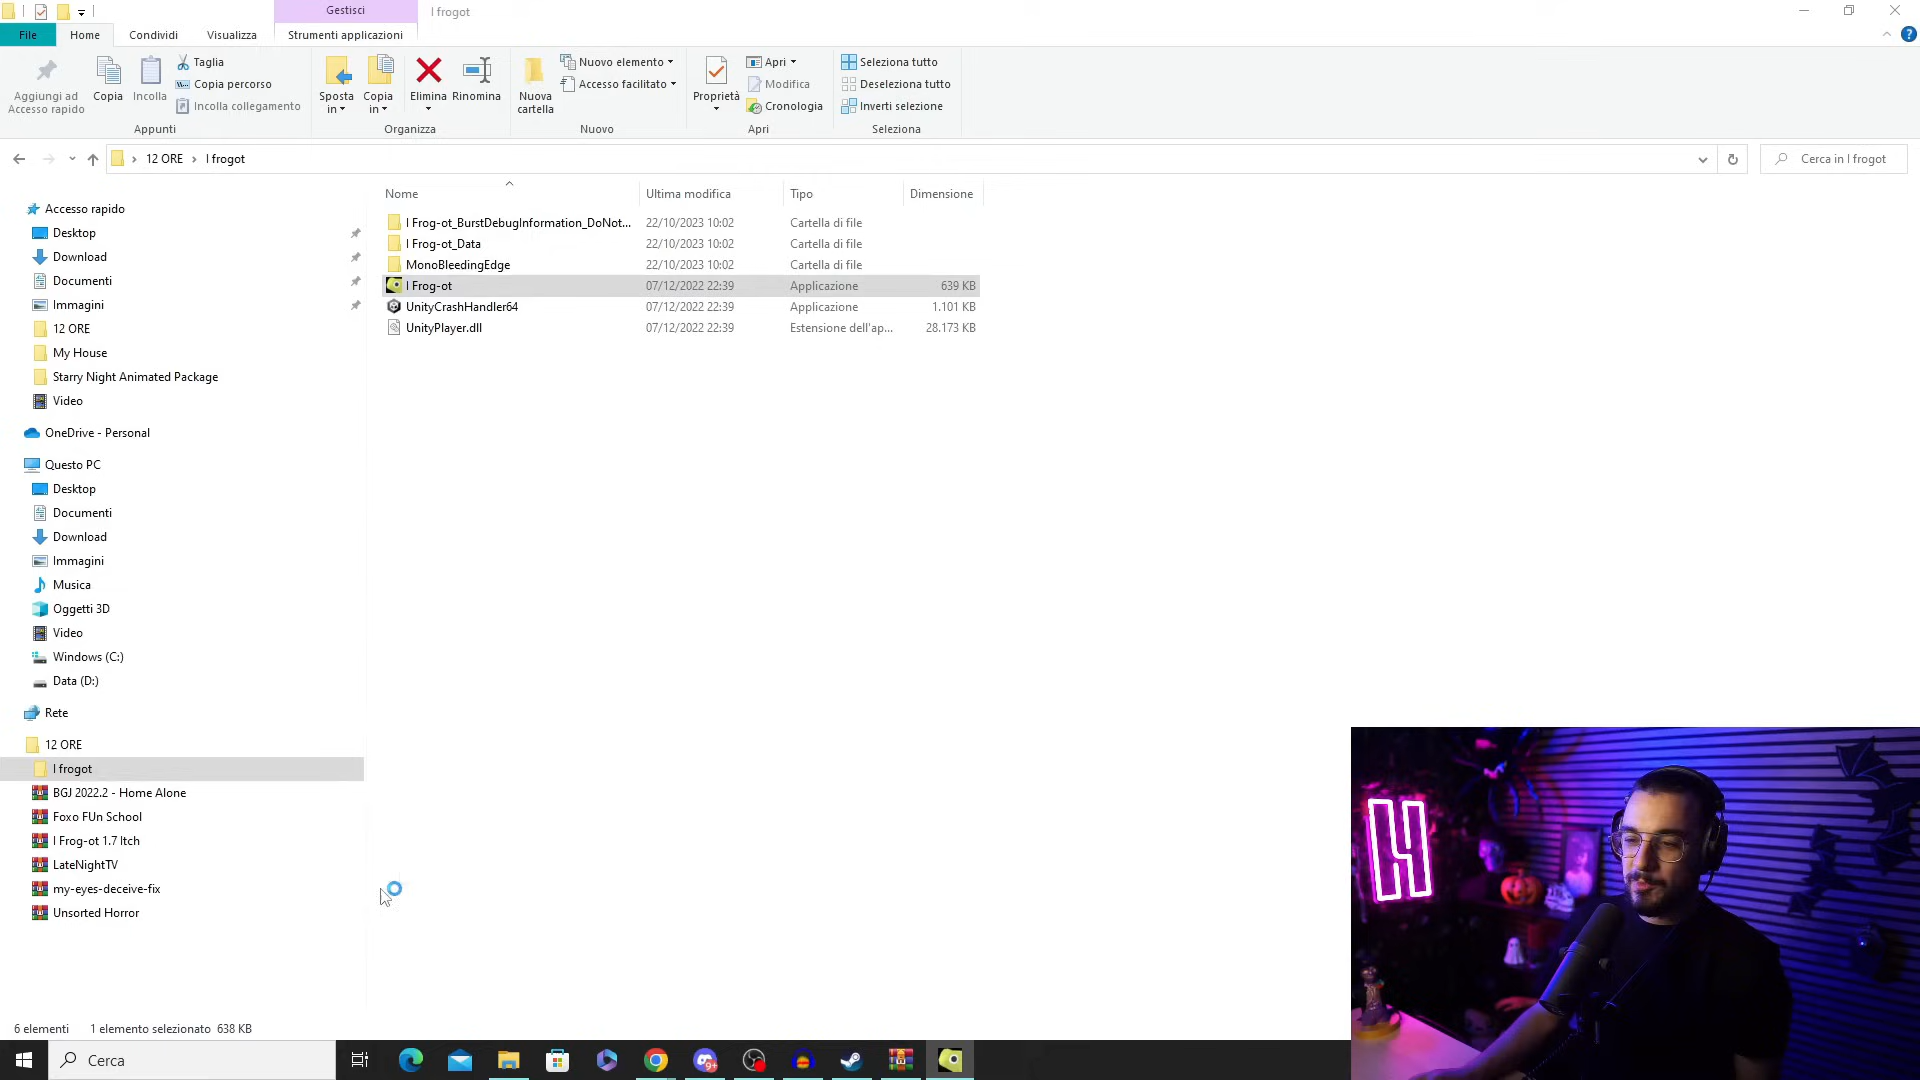 Gestisci
I frogot
File
Home
Condividi
Visualizza
Strumenti applicazioni
Aggiungi ad
Accesso rapido
Copia
Incolla
Taglia
Copia percorso
Incolla collegamento
Appunti
Sposta
in
Copia
in
Elimina
Rinomina
Organizza
Nuova
cartella
Nuovo elemento
Accesso facilitato
Nuovo
Proprietà
Apri
Modifica
Cronologia
Apri
Seleziona tutto
Deseleziona tutto
Inverti selezione
Seleziona
12 ORE
I frogot
Cerca in I frogot
Nome
Ultima modifica
Tipo
Dimensione
I Frog-ot_BurstDebugInformation_DoNot...
22/10/2023 10:02
Cartella di file
I Frog-ot_Data
22/10/2023 10:02
Cartella di file
MonoBleedingEdge
22/10/2023 10:02
Cartella di file
I Frog-ot
07/12/2022 22:39
Applicazione
639 KB
UnityCrashHandler64
07/12/2022 22:39
Applicazione
1.101 KB
UnityPlayer.dll
07/12/2022 22:39
Estensione dell'ap...
28.173 KB
Accesso rapido
Desktop
Download
Documenti
Immagini
12 ORE
My House
Starry Night Animated Package
Video
OneDrive - Personal
Questo PC
Desktop
Documenti
Download
Immagini
Musica
Oggetti 3D
Video
Windows (C:)
Data (D:)
Rete
12 ORE
I frogot
BGJ 2022.2 - Home Alone
Foxo FUn School
I Frog-ot 1.7 Itch
LateNightTV
my-eyes-deceive-fix
Unsorted Horror
6 elementi
1 elemento selezionato 638 KB
Cerca
9+